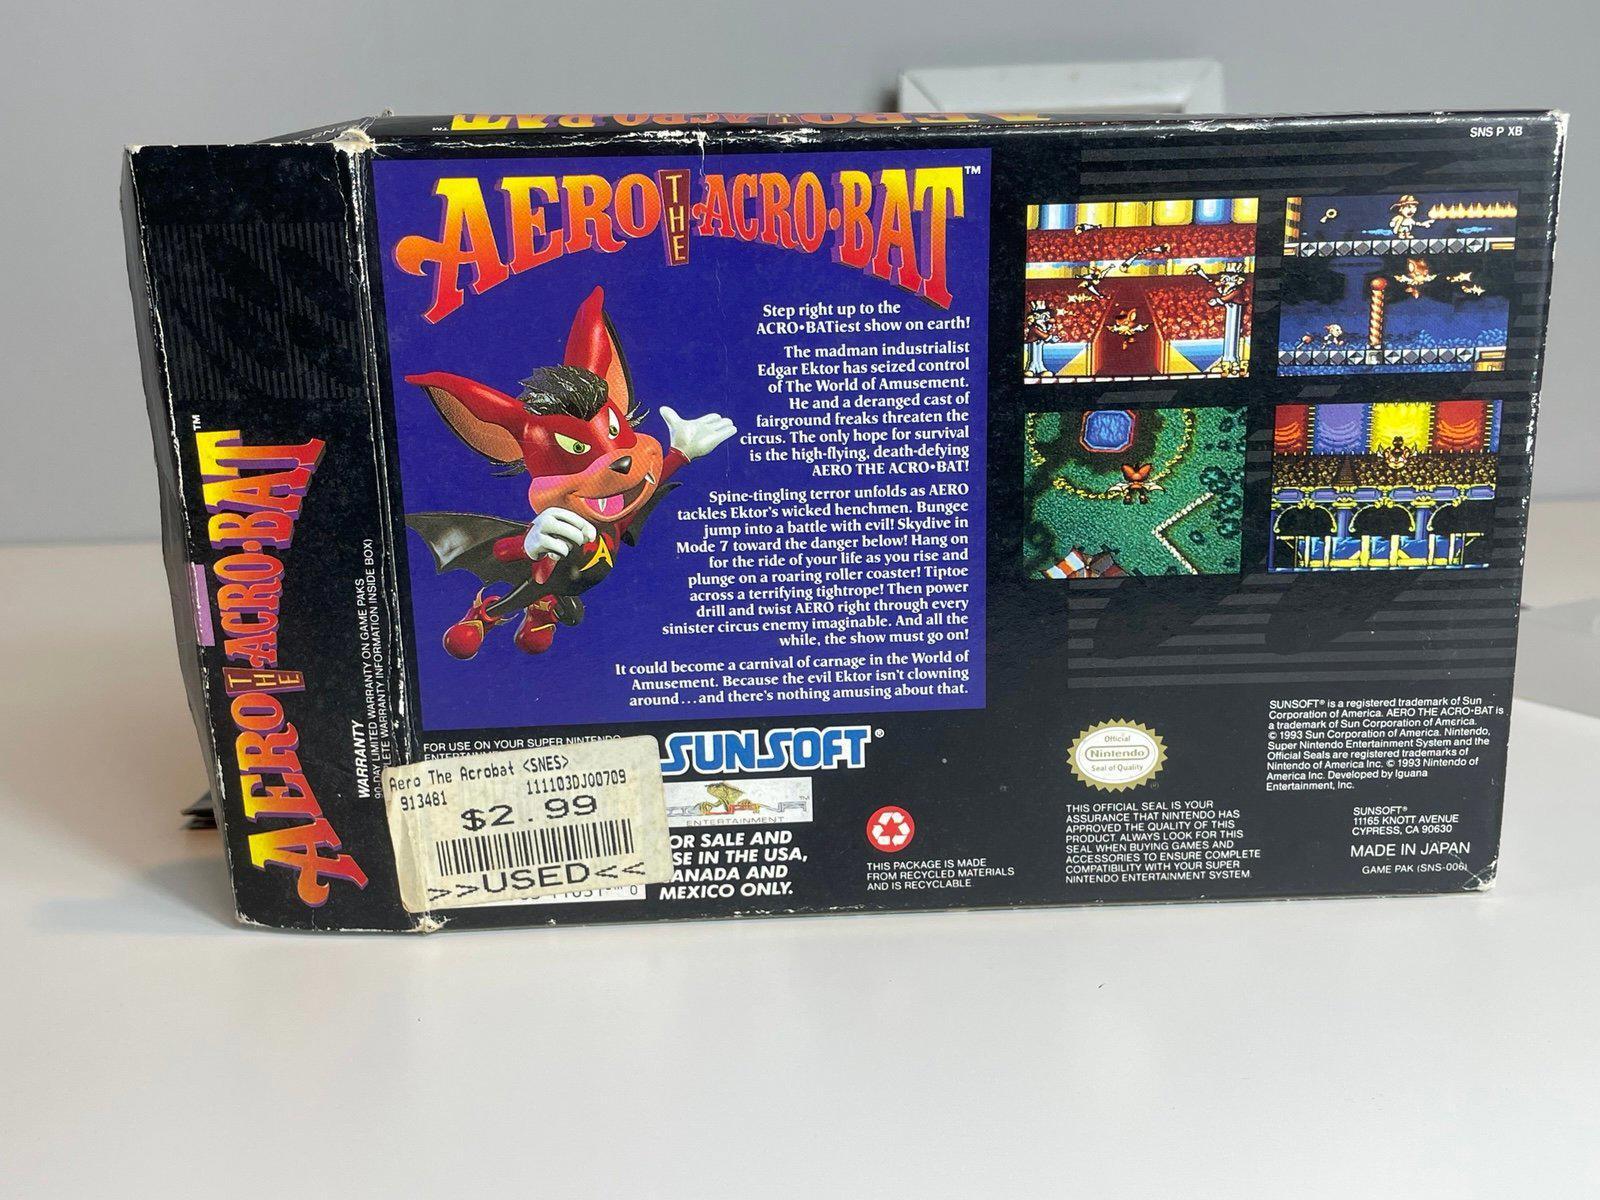 SNS P XB
AERO THE ACRO•BAT™
Step right up to the
ACRO•BATiest show on earth!
The madman industrialist
Edgar Ektor has seized control
of The World of Amusement.
He and a deranged cast of
fairground freaks threaten the
circus. The only hope for survival
is the high-flying, death-defying
AERO THE ACRO•BAT!
Spine-tingling terror unfolds as AERO
tackles Ektor's wicked henchmen. Bungee
jump into a battle with evil! Skydive in
Mode 7 toward the danger below! Hang on
for the ride of your life as you rise and
plunge on a roaring roller coaster! Tiptoe
across a terrifying tightrope! Then power
drill and twist AERO right through every
sinister circus enemy imaginable. And all the
while, the show must go on!
It could become a carnival of carnage in the World of
Amusement. Because the evil Ektor isn't clowning
around...and there's nothing amusing about that.
A
AERO THE ACRO•BAT™
WARRANTY
90-DAY LIMITED WARRANTY ON GAME PAKS
WARRANTY INFORMATION INSIDE BOX)
FOR USE ON YOUR SUPER NINTENDO
Aero The Acrobat <SNES>
913481 111103DJ00709
$2.99
>>USED<<
0
SUNSOFT®
ENTERTAINMENT
SALE AND
IN THE USA,
AND
MEXICO ONLY.
THIS PACKAGE IS MADE
FROM RECYCLED MATERIALS
AND IS RECYCLABLE.
Official
Nintendo
Seal of Quality
THIS OFFICIAL SEAL IS YOUR
ASSURANCE THAT NINTENDO HAS
APPROVED THE QUALITY OF THIS
PRODUCT. ALWAYS LOOK FOR THIS
SEAL WHEN BUYING GAMES AND
ACCESSORIES TO ENSURE COMPLETE
COMPATIBILITY WITH YOUR SUPER
NINTENDO ENTERTAINMENT SYSTEM.
SUNSOFT® is a registered trademark of Sun
Corporation of America. AERO THE ACRO•BAT is
a trademark of Sun Corporation of America.
© 1993 Sun Corporation of America. Nintendo,
Super Nintendo Entertainment System and the
Official Seals are registered trademarks of
Nintendo of America Inc. © 1993 Nintendo of
America Inc. Developed by Iguana
Entertainment, Inc.
SUNSOFT®
11165 KNOTT AVENUE
CYPRESS, CA 90630
MADE IN JAPAN
GAME PAK (SNS-006)